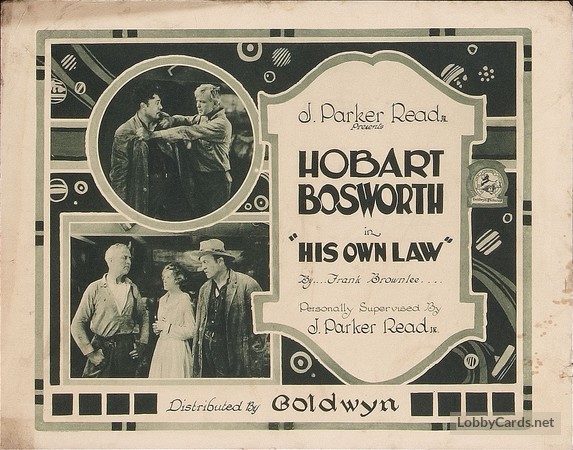 J. Parker Read JR.
Presents
HOBART
BOSWORTH
in
"HIS OWN LAW"
By... Frank Brownlee....
Personally Supervised By
J. Parker Read JR.
Distributed By Goldwyn
LobbyCards.net